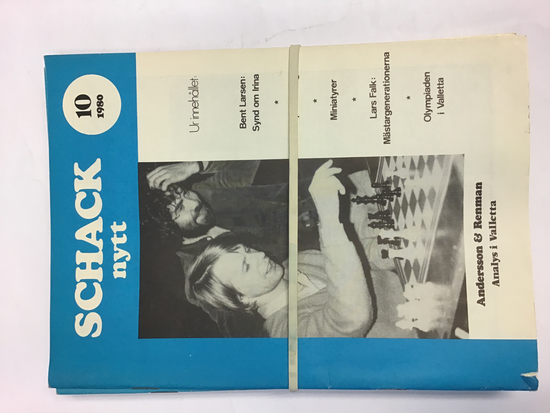 SCHACK
nytt
10
1980
Ur innehållet:
Bent Larsen:
Synd om Irina
*
Miniatyrer
*
Lars Falk:
Mästargenerationerna
*
Olympiaden
i Valletta
Andersson & Renman
Analys i Valletta